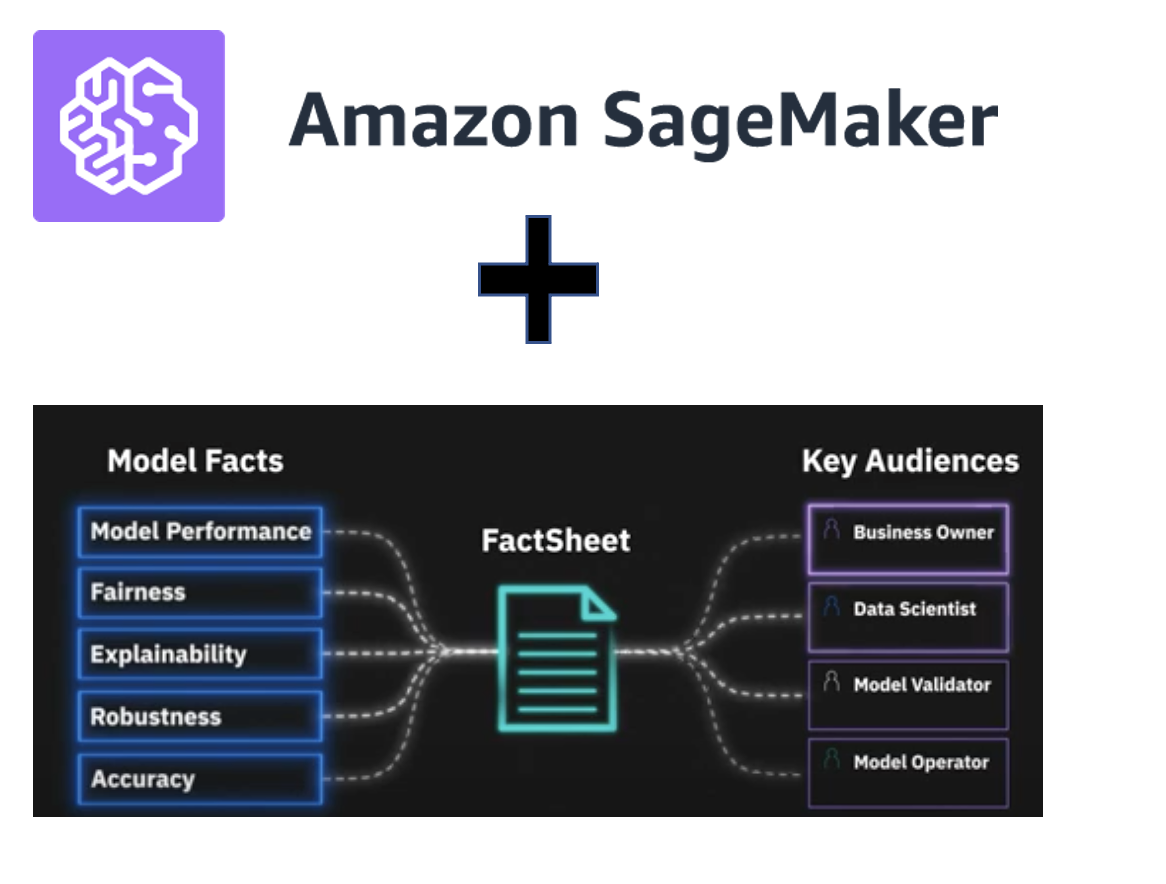 Amazon SageMaker
Model Facts
Model Performance
Fairness
Explainability
Robustness
Accuracy
FactSheet
Key Audiences
Business Owner
Data Scientist
Model Validator
Model Operator